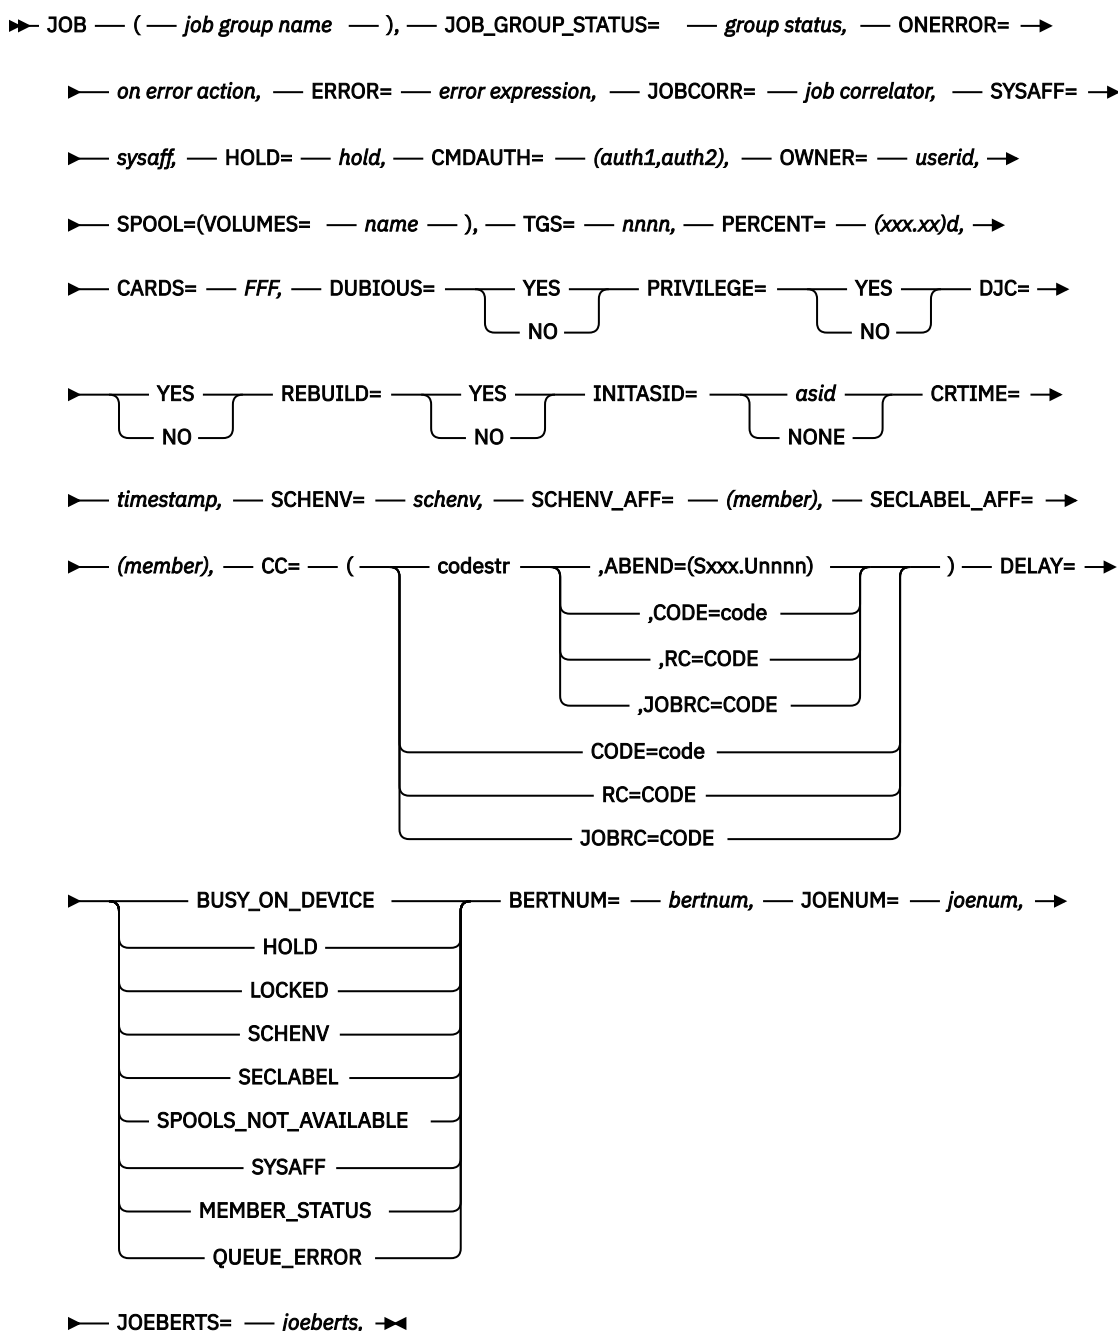 JOB ( job group name ), JOB_GROUP_STATUS= group status, ONERROR=
on error action, ERROR= error expression, JOBCORR= job correlator, SYSAFF=
sysaff, HOLD= hold, CMDAUTH= (auth1,auth2), OWNER= userid,
SPOOL=(VOLUMES= name ), TGS= nnnn, PERCENT= (xxx.xx)d,
CARDS= FFF, DUBIOUS= YES PRIVILEGE= YES DJC=
NO NO
YES REBUILD= YES INITASID= asid CRTIME=
NO NO NONE
timestamp, SCHENV= schenv, SCHENV_AFF= (member), SECLABEL_AFF=
(member), CC= ( codestr ,ABEND=(Sxxx.Unnnn) ) DELAY=
,CODE=code
,RC=CODE
,JOBRC=CODE
CODE=code
RC=CODE
JOBRC=CODE
BUSY_ON_DEVICE BERTNUM= bertnum, JOENUM= joenum,
HOLD
LOCKED
SCHENV
SECLABEL
SPOOLS_NOT_AVAILABLE
SYSAFF
MEMBER_STATUS
QUEUE_ERROR
JOEBERTS= joeberts,